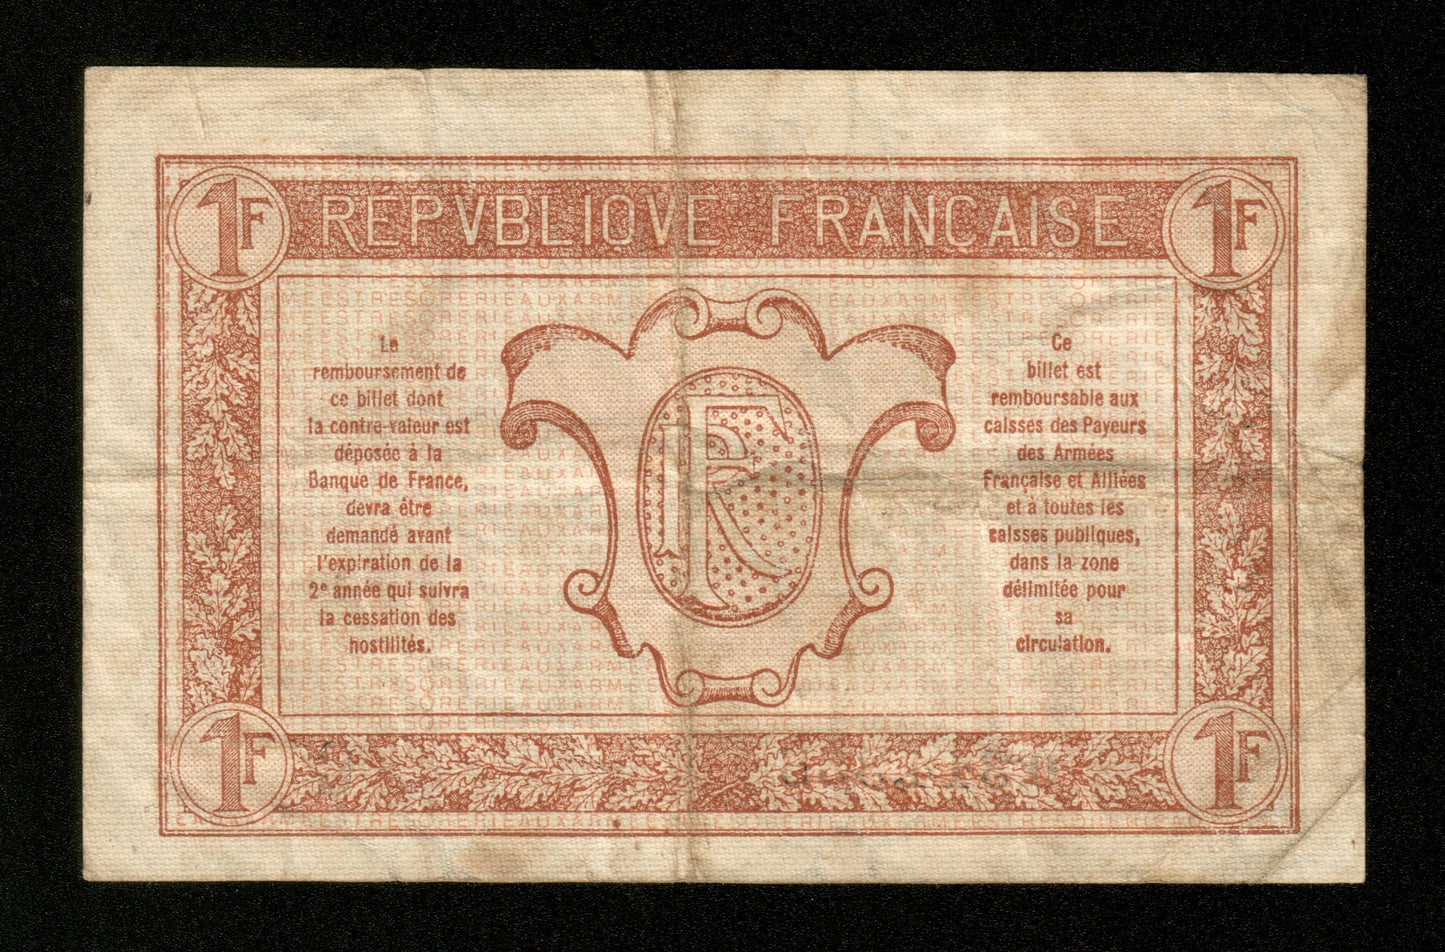 1F RÉPVBLIQVE FRANÇAISE 1F
Le
remboursement de
ce billet dont
la contre-valeur est
déposée à la
Banque de France,
devra être
demandé avant
l'expiration de la
2e année qui suivra
la cessation des
hostilités.
RF
Ce
billet est
remboursable aux
caisses des Payeurs
des Armées
Française et Alliées
et à toutes les
caisses publiques,
dans la zone
délimitée pour
sa
circulation.
1F
1F